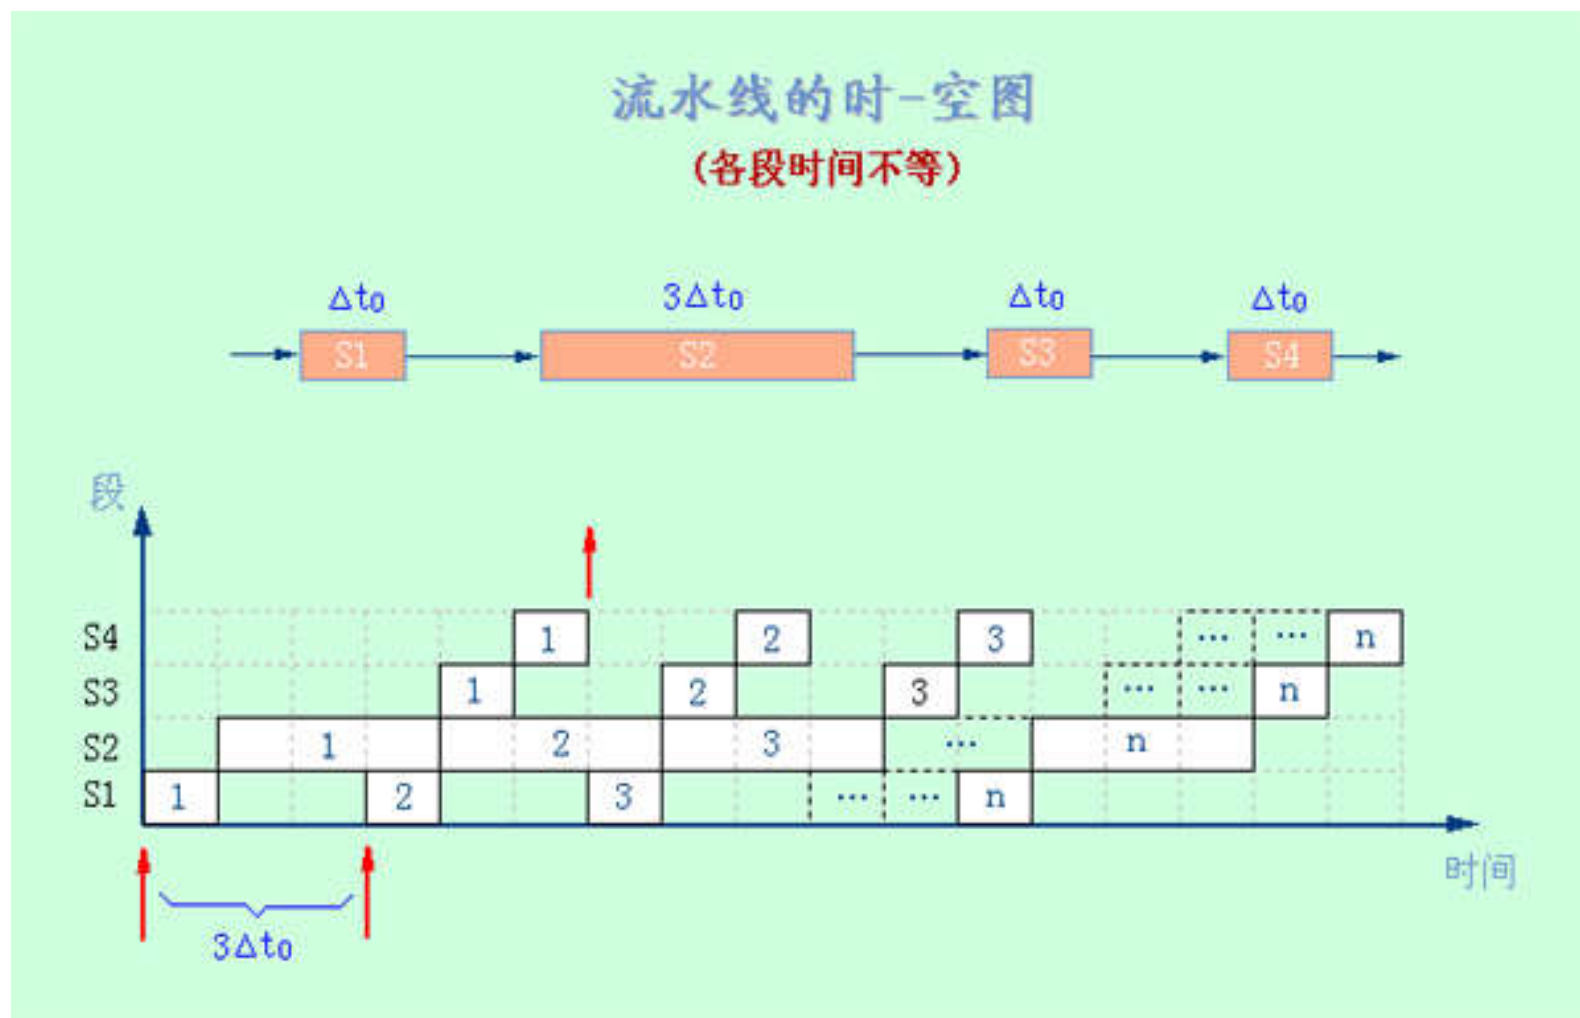 流水线的时-空图
(各段时间不等)
Δt₀ 3Δt₀ Δt₀ Δt₀
S1 S2 S3 S4
段
S4 1 2 3 … … n
S3 1 2 3 … … n
S2 1 2 3 … n
S1 1 2 3 … … n
时间
3Δt₀